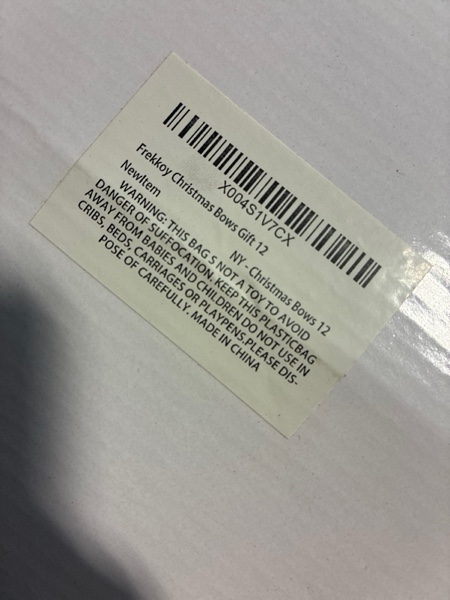 X004S1V7CX
Frekkoy Christmas Bows Gift 12
NY - Christmas Bows 12
NewItem
WARNING: THIS BAG S NOT A TOY TO AVOID
DANGER OF SUFFOCATION, KEEP THIS PLASTICBAG
AWAY FROM BABIES AND CHILDREN DO NOT USE IN
CRIBS, BEDS, CARRIAGES OR PLAYPENS.PLEASE DIS-
POSE OF CAREFULLY. MADE IN CHINA